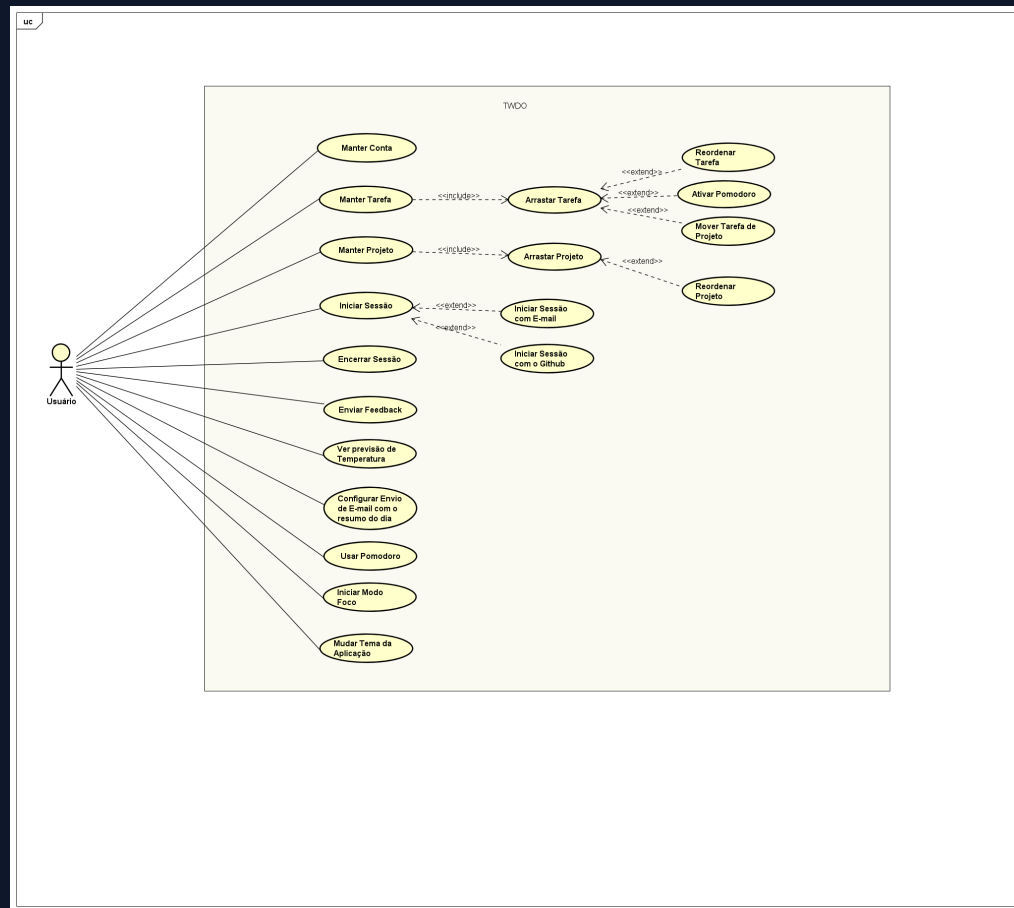 uc
TWDO
Manter Conta
Reordenar
Tarefa
<<extend>>
Manter Tarefa
<<include>>
Arrastar Tarefa
<<extend>>
Ativar Pomodoro
<<extend>>
Mover Tarefa de
Projeto
Manter Projeto
<<include>>
Arrastar Projeto
<<extend>>
Reordenar
Projeto
Iniciar Sessão
<<extend>>
Iniciar Sessão
com E-mail
<<extend>>
Iniciar Sessão
com o Github
Encerrar Sessão
Usuário
Enviar Feedback
Ver previsão de
Temperatura
Configurar Envio
de E-mail com o
resumo do dia
Usar Pomodoro
Iniciar Modo
Foco
Mudar Tema da
Aplicação